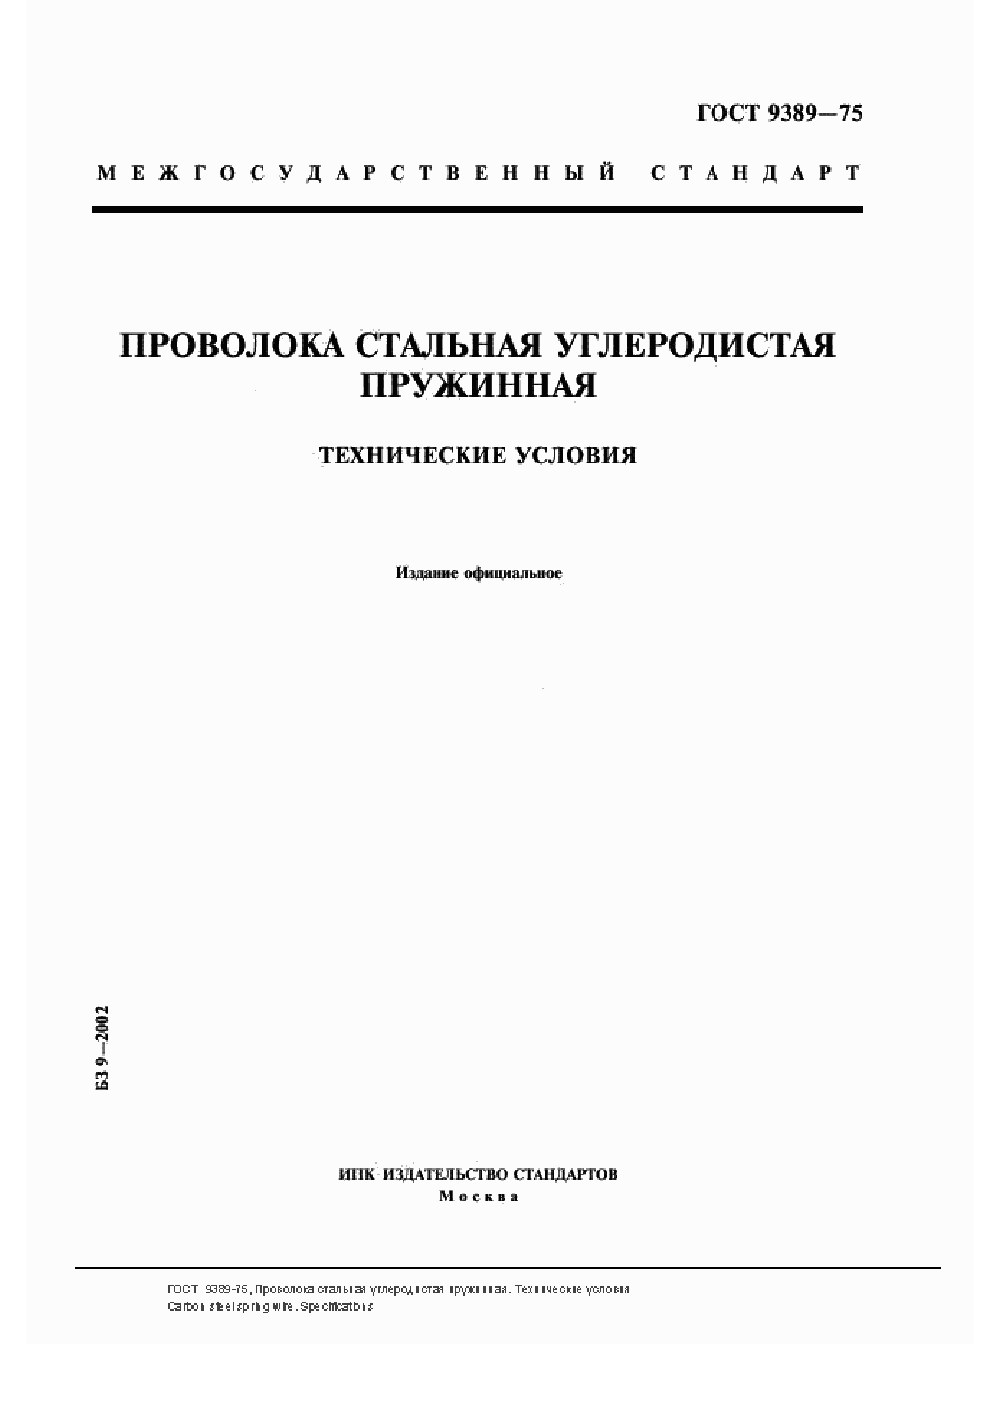 ГОСТ 9389—75
МЕЖГОСУДАРСТВЕННЫЙ СТАНДАРТ
ПРОВОЛОКА СТАЛЬНАЯ УГЛЕРОДИСТАЯ
ПРУЖИННАЯ
ТЕХНИЧЕСКИЕ УСЛОВИЯ
Издание официальное
БЗ 9—2002
ИПК ИЗДАТЕЛЬСТВО СТАНДАРТОВ
Москва
ГОСТ 9389-75, Проволока стальная углеродистая пружинная. Технические условия
Carbon steel spring wire. Specifications